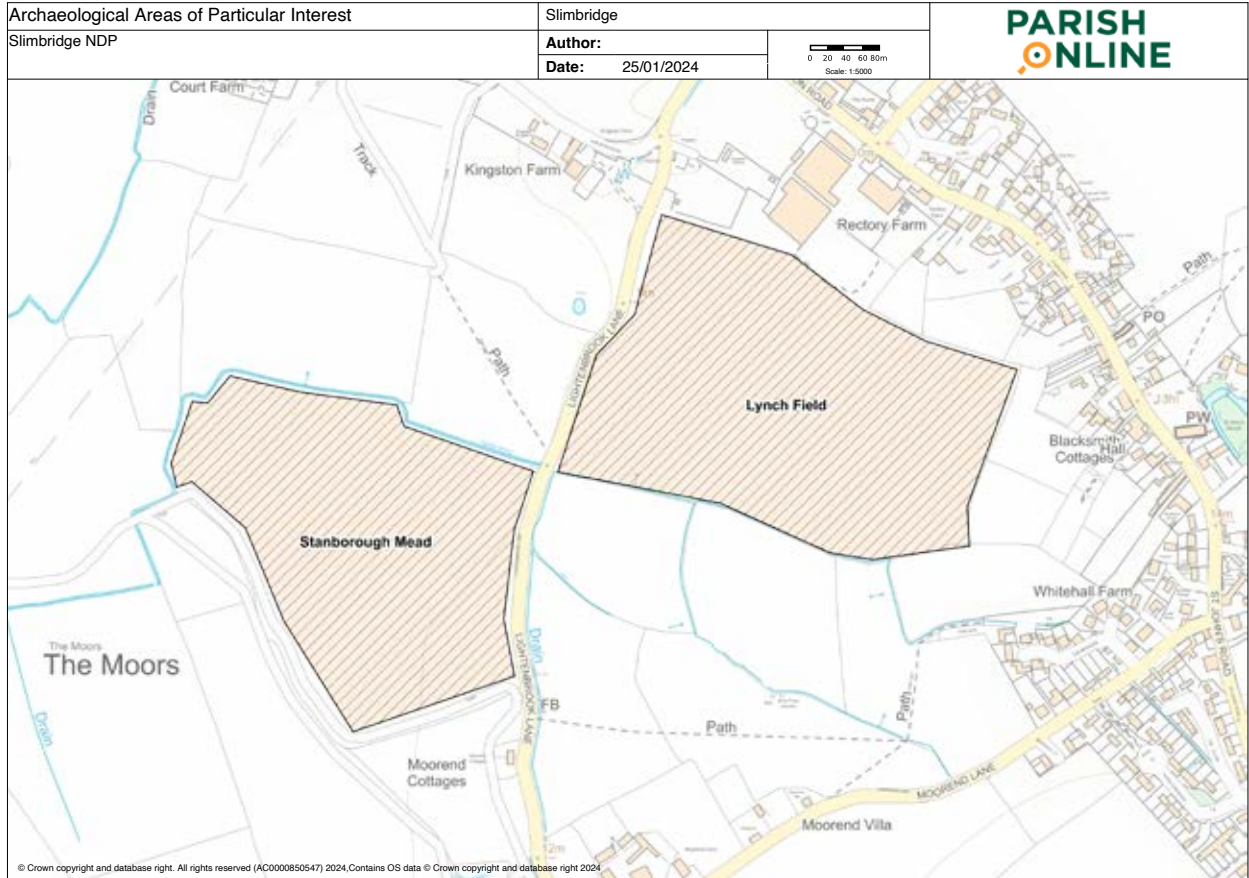 Archaeological Areas of Particular Interest
Slimbridge NDP
Slimbridge
Author:
Date: 25/01/2024
0 20 40 60 80m
Scale: 1:5000
PARISH
ONLINE
Court Farm
Drain
Track
Kingston Farm
ON ROAD
Rectory Farm
Path
PO
Path
LIGHTENBROOK LANE
Lynch Field
PW
Blacksmith
Cottages
Hall
Stanborough Mead
Whitehall Farm
ST JOHN'S ROAD
The Moors
The Moors
Drain
Drain
LIGHTENBROOK LANE
FB
Path
Path
Moorend
Cottages
MOOREND LANE
Moorend Villa
2m
© Crown copyright and database right. All rights reserved (AC0000850547) 2024,Contains OS data © Crown copyright and database right 2024